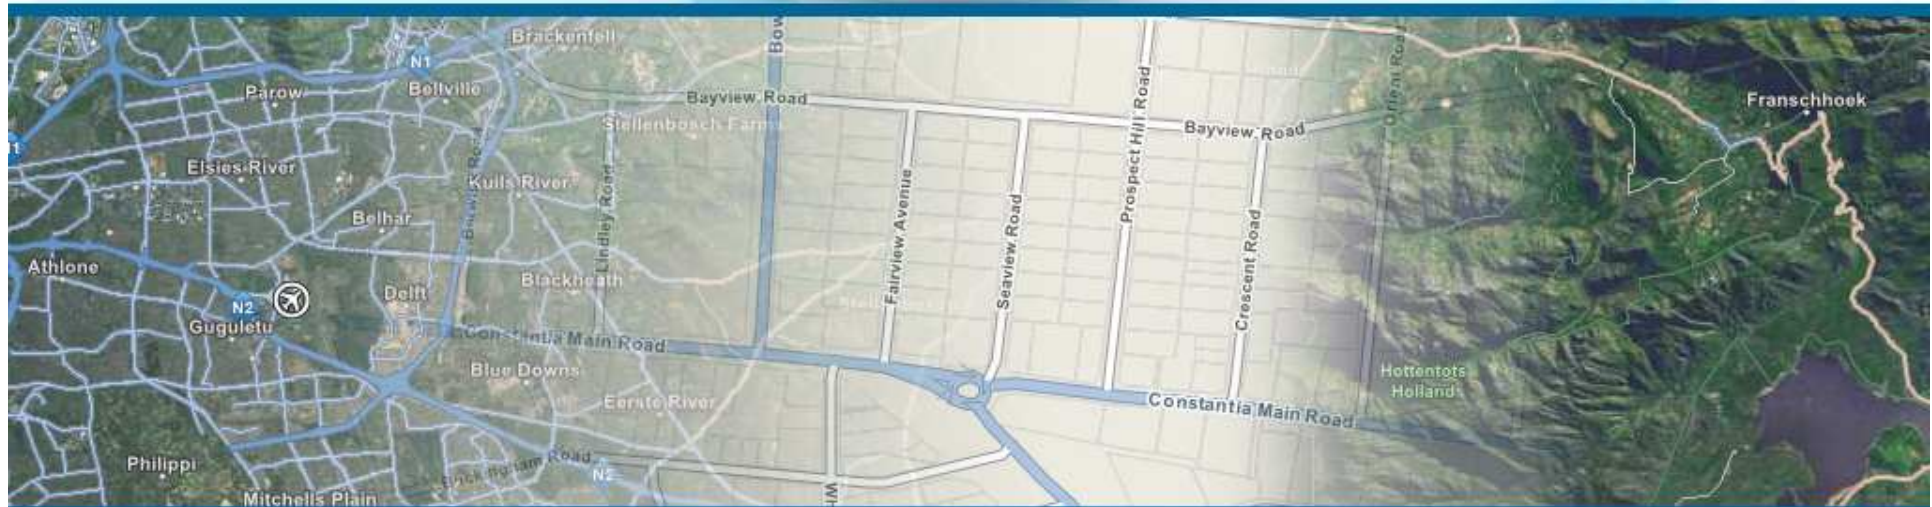 Brackenfell
N1
Parow
Bellville
Bayview Road
Stellenbosch Farms
Bayview Road
Franschhoek
Elsies River
Kuils River
Lindley Road
Fairview Avenue
Seaview Road
Prospect Hill Road
Crescent Road
Belhar
Athlone
Delft
Blackheath
N2
Guguletu
Constantia Main Road
Blue Downs
Eerste River
Hottentots
Holland
Constantia Main Road
Philippi
N2
Mitchells Plain